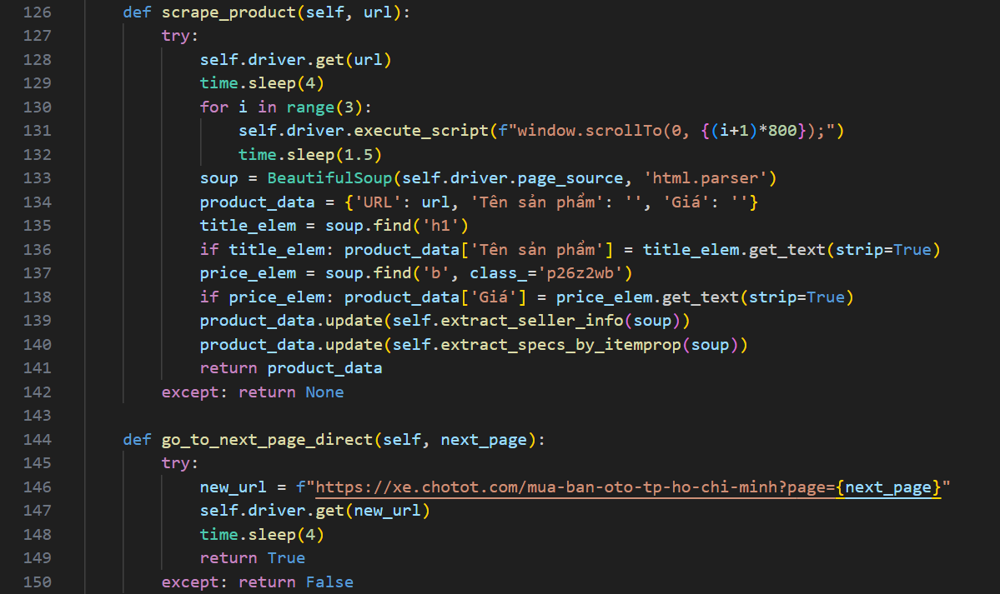 126 def scrape_product(self, url):
127 try:
128 self.driver.get(url)
129 time.sleep(4)
130 for i in range(3):
131 self.driver.execute_script(f"window.scrollTo(0, {(i+1)*800});")
132 time.sleep(1.5)
133 soup = BeautifulSoup(self.driver.page_source, 'html.parser')
134 product_data = {'URL': url, 'Tên sản phẩm': '', 'Giá': ''}
135 title_elem = soup.find('h1')
136 if title_elem: product_data['Tên sản phẩm'] = title_elem.get_text(strip=True)
137 price_elem = soup.find('b', class_='p26z2wb')
138 if price_elem: product_data['Giá'] = price_elem.get_text(strip=True)
139 product_data.update(self.extract_seller_info(soup))
140 product_data.update(self.extract_specs_by_itemprop(soup))
141 return product_data
142 except: return None
143
144 def go_to_next_page_direct(self, next_page):
145 try:
146 new_url = f"https://xe.chotot.com/mua-ban-oto-tp-ho-chi-minh?page={next_page}"
147 self.driver.get(new_url)
148 time.sleep(4)
149 return True
150 except: return False